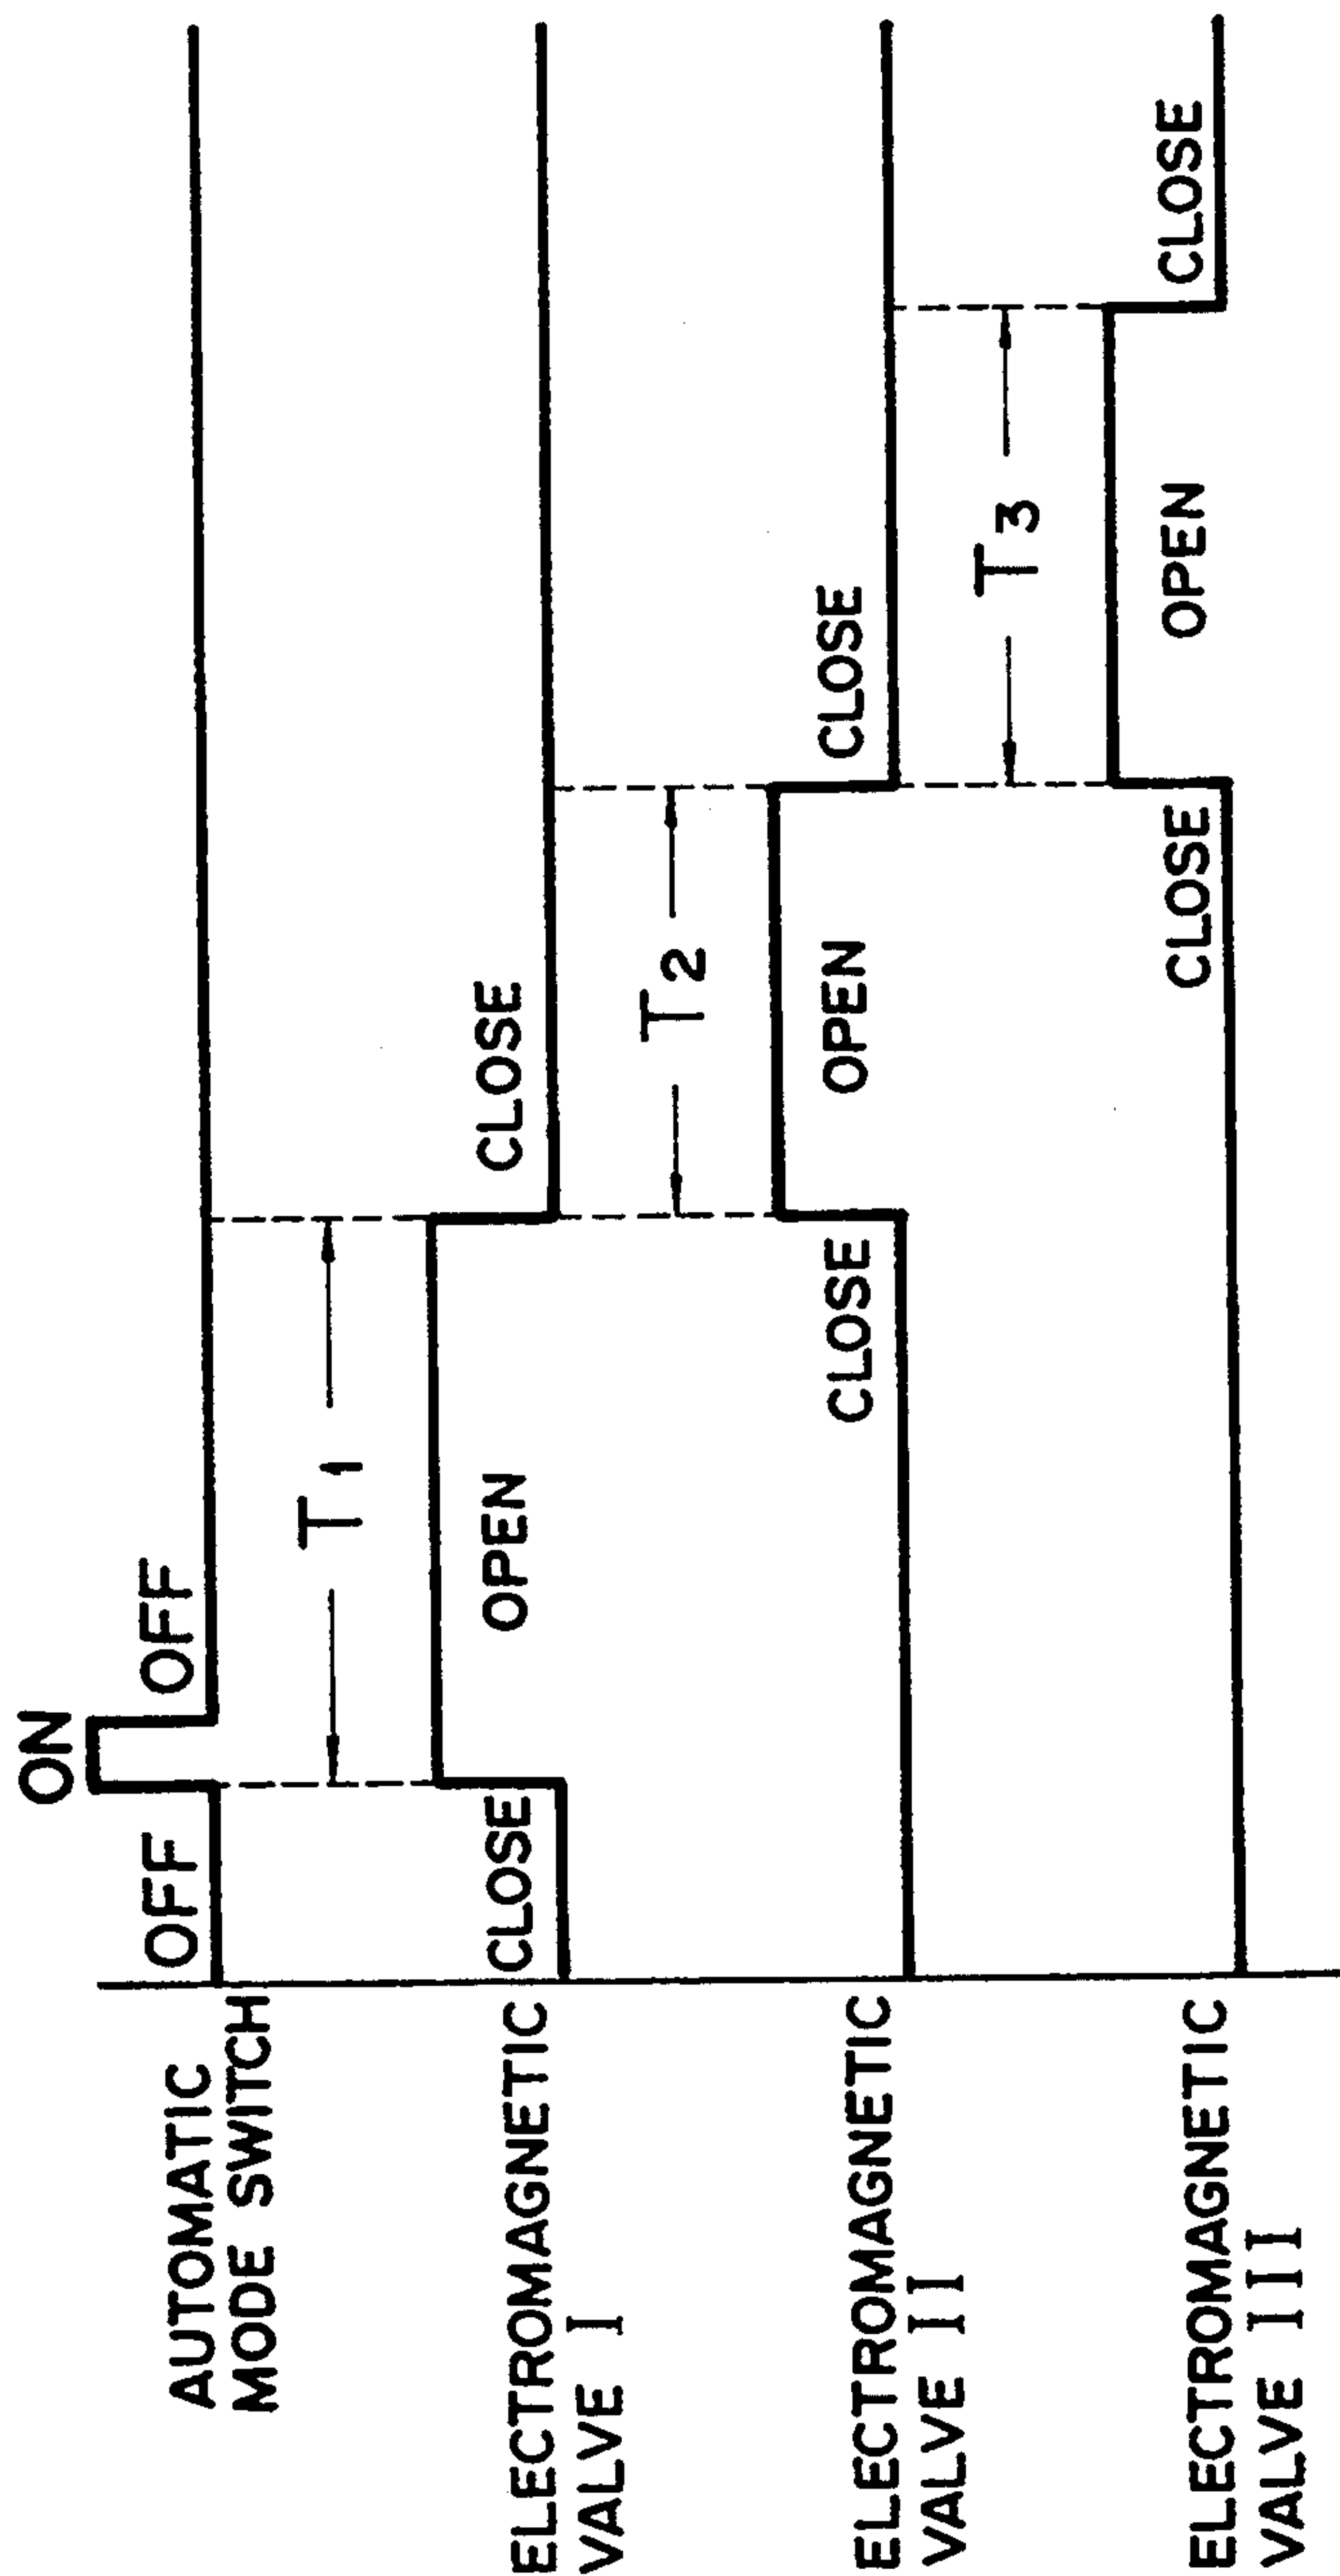 ON
OFF
OFF
AUTOMATIC
MODE SWITCH
T1
CLOSE
OPEN
CLOSE
ELECTROMAGNETIC
VALVE I
T2
CLOSE
OPEN
CLOSE
ELECTROMAGNETIC
VALVE II
T3
CLOSE
OPEN
CLOSE
ELECTROMAGNETIC
VALVE III